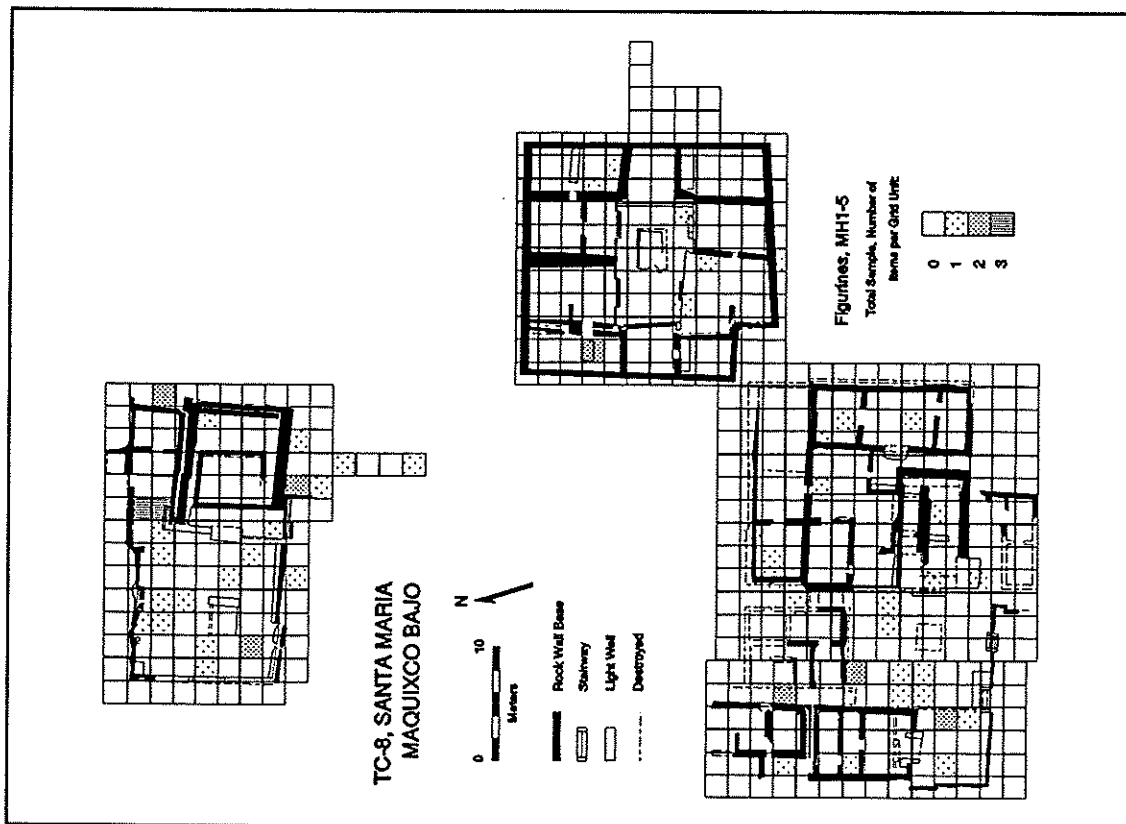 TC-8, SANTA MARIA
MAQUIXCO BAJO
N
0 10
Meters
Rock Wall Base
Stairway
Light Well
Destroyed
Figurines, MH1-5
Total Sample, Number of
Items per Grid Unit:
0
1
2
3